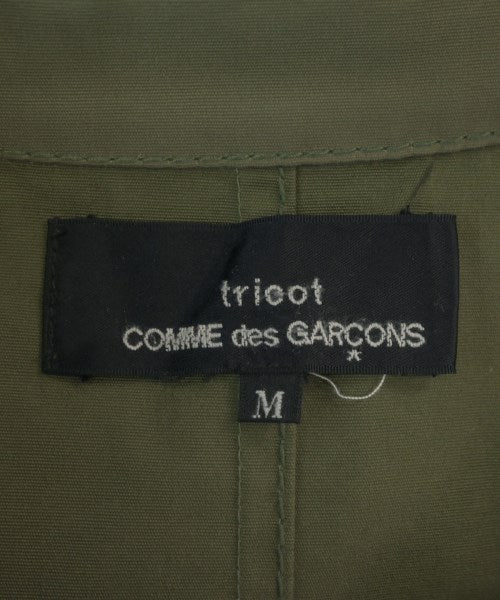 tricot
COMME des GARCONS
*
M